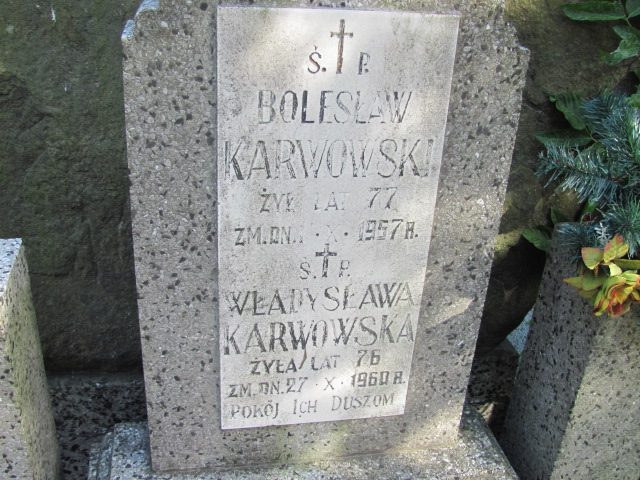 Ś. P.
BOLESŁAW
KARWOWSKI
ŻYŁ LAT 77
ZM. DN. X · 1957 R.
Ś. P.
WŁADYSŁAWA
KARWOWSKA
ŻYŁA LAT 76
ZM. DN. 27 · X · 1960 R.
POKÓJ ICH DUSZOM